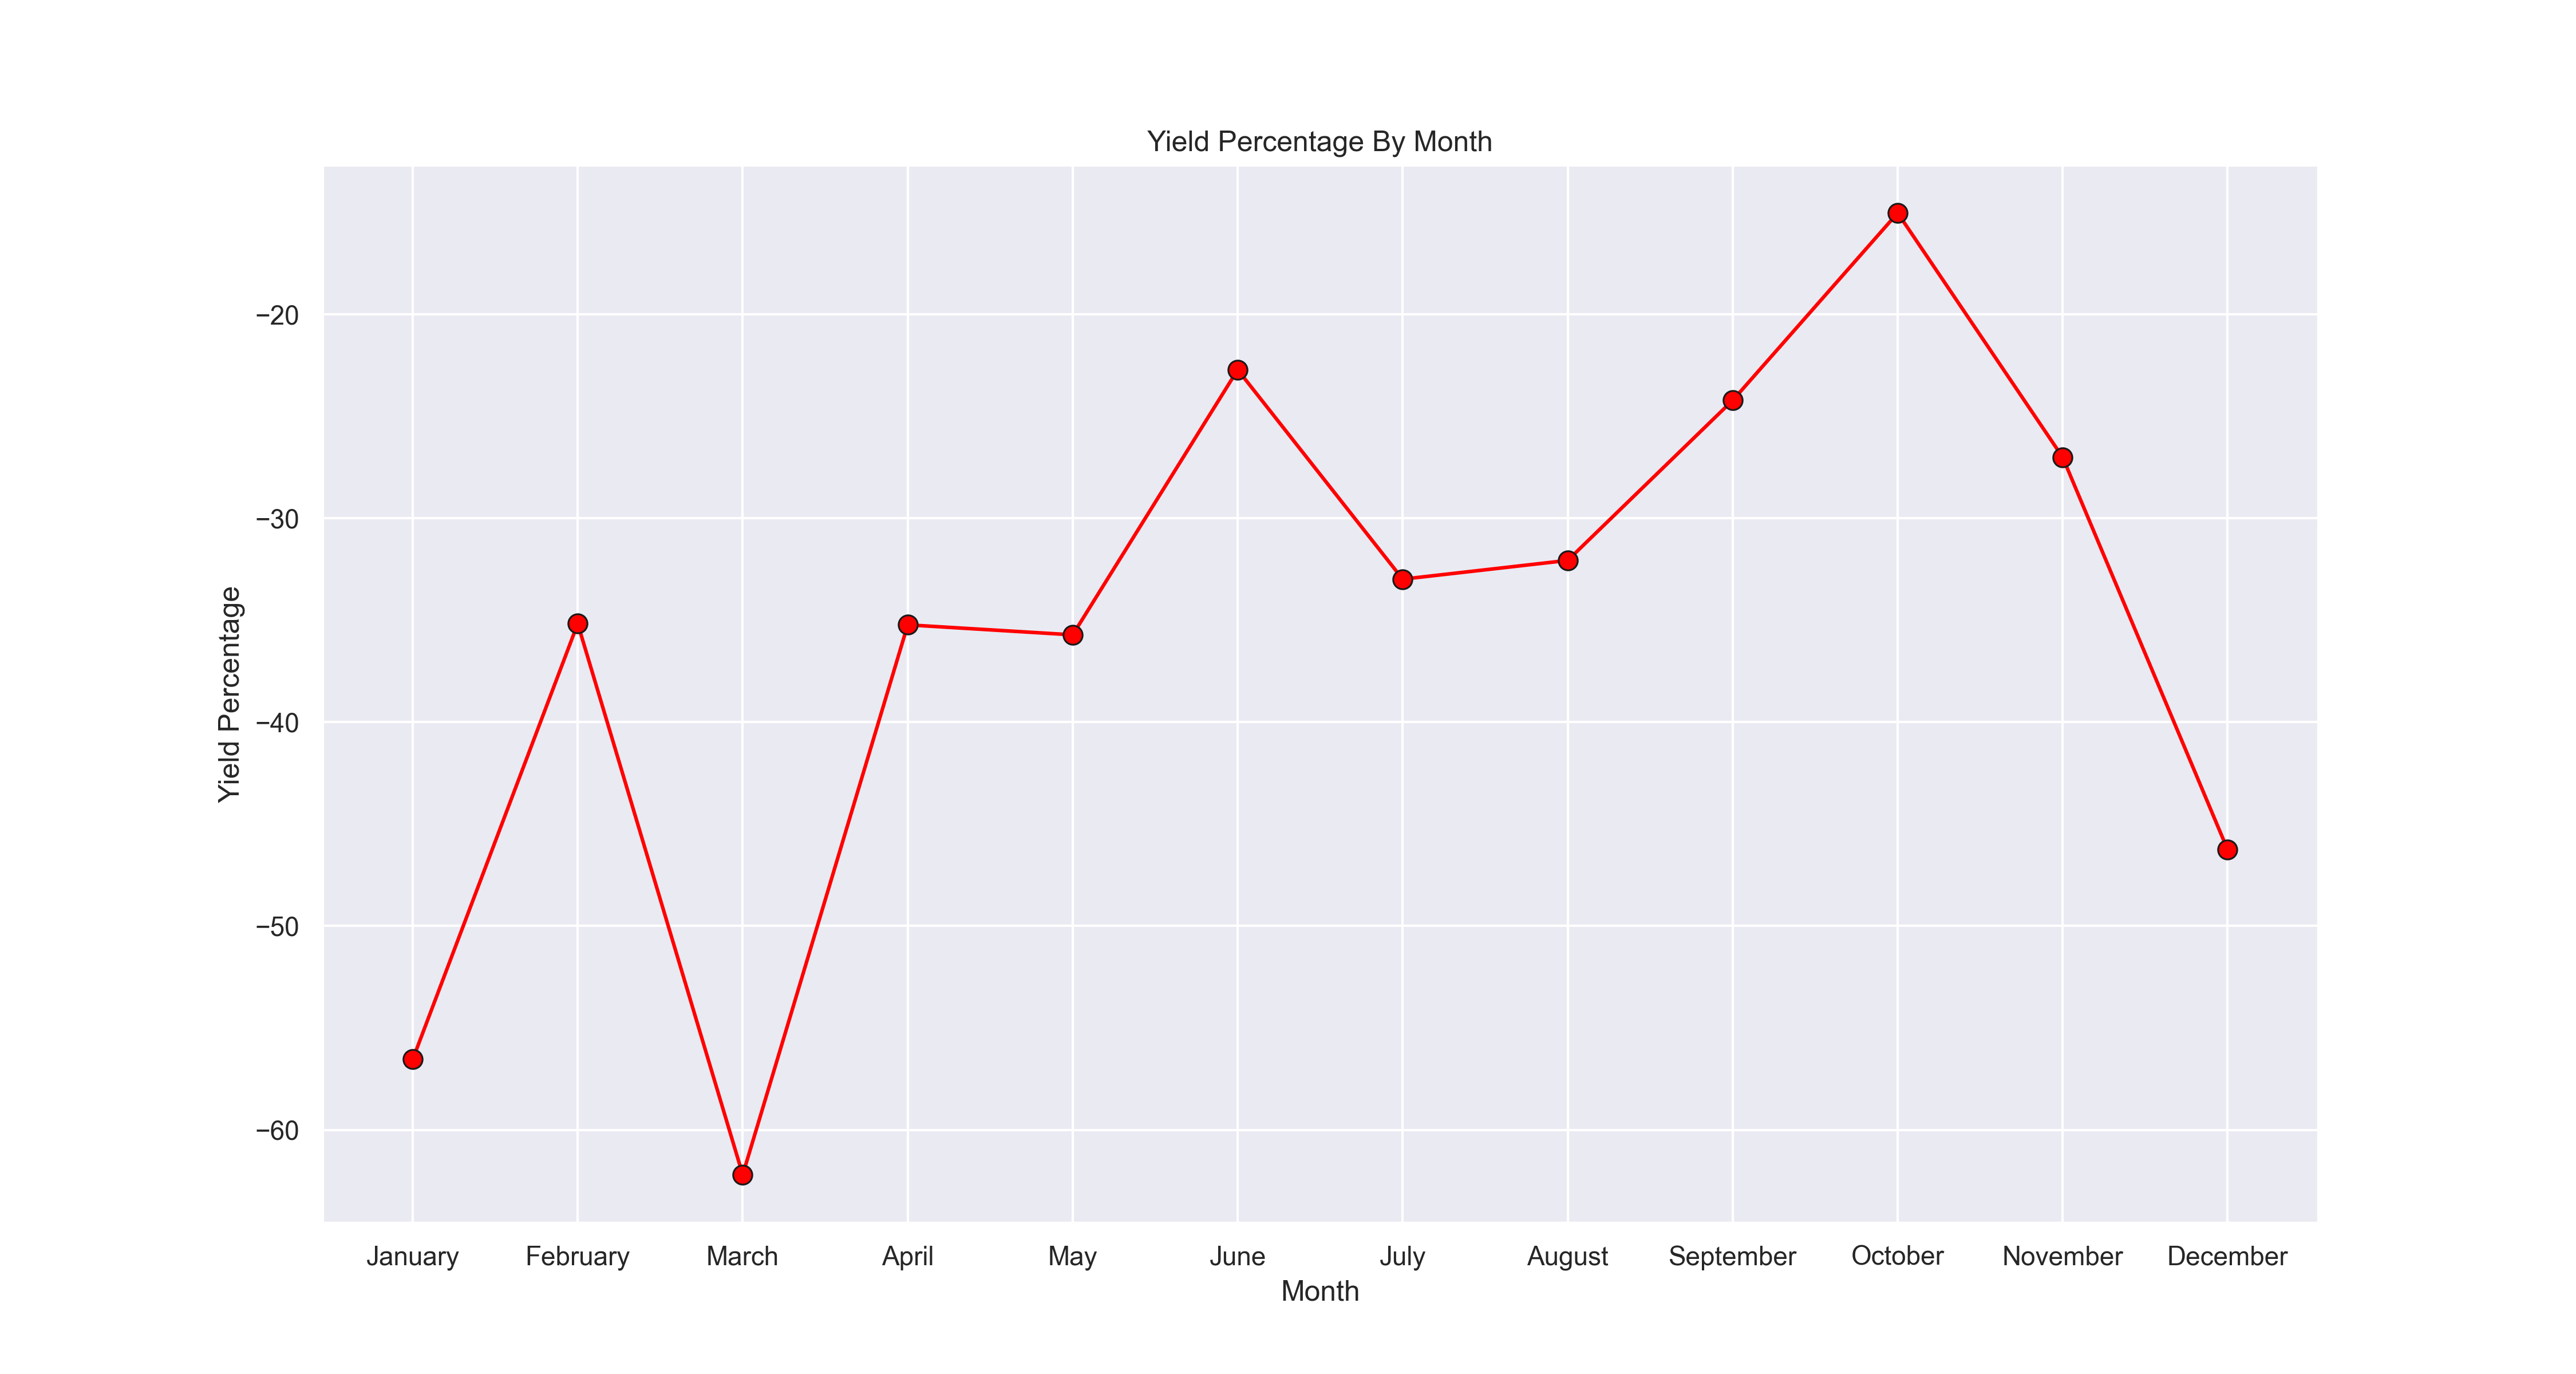 Yield Percentage By Month
Yield Percentage
−20
−30
−40
−50
−60
January February March April May June July August September October November December
Month